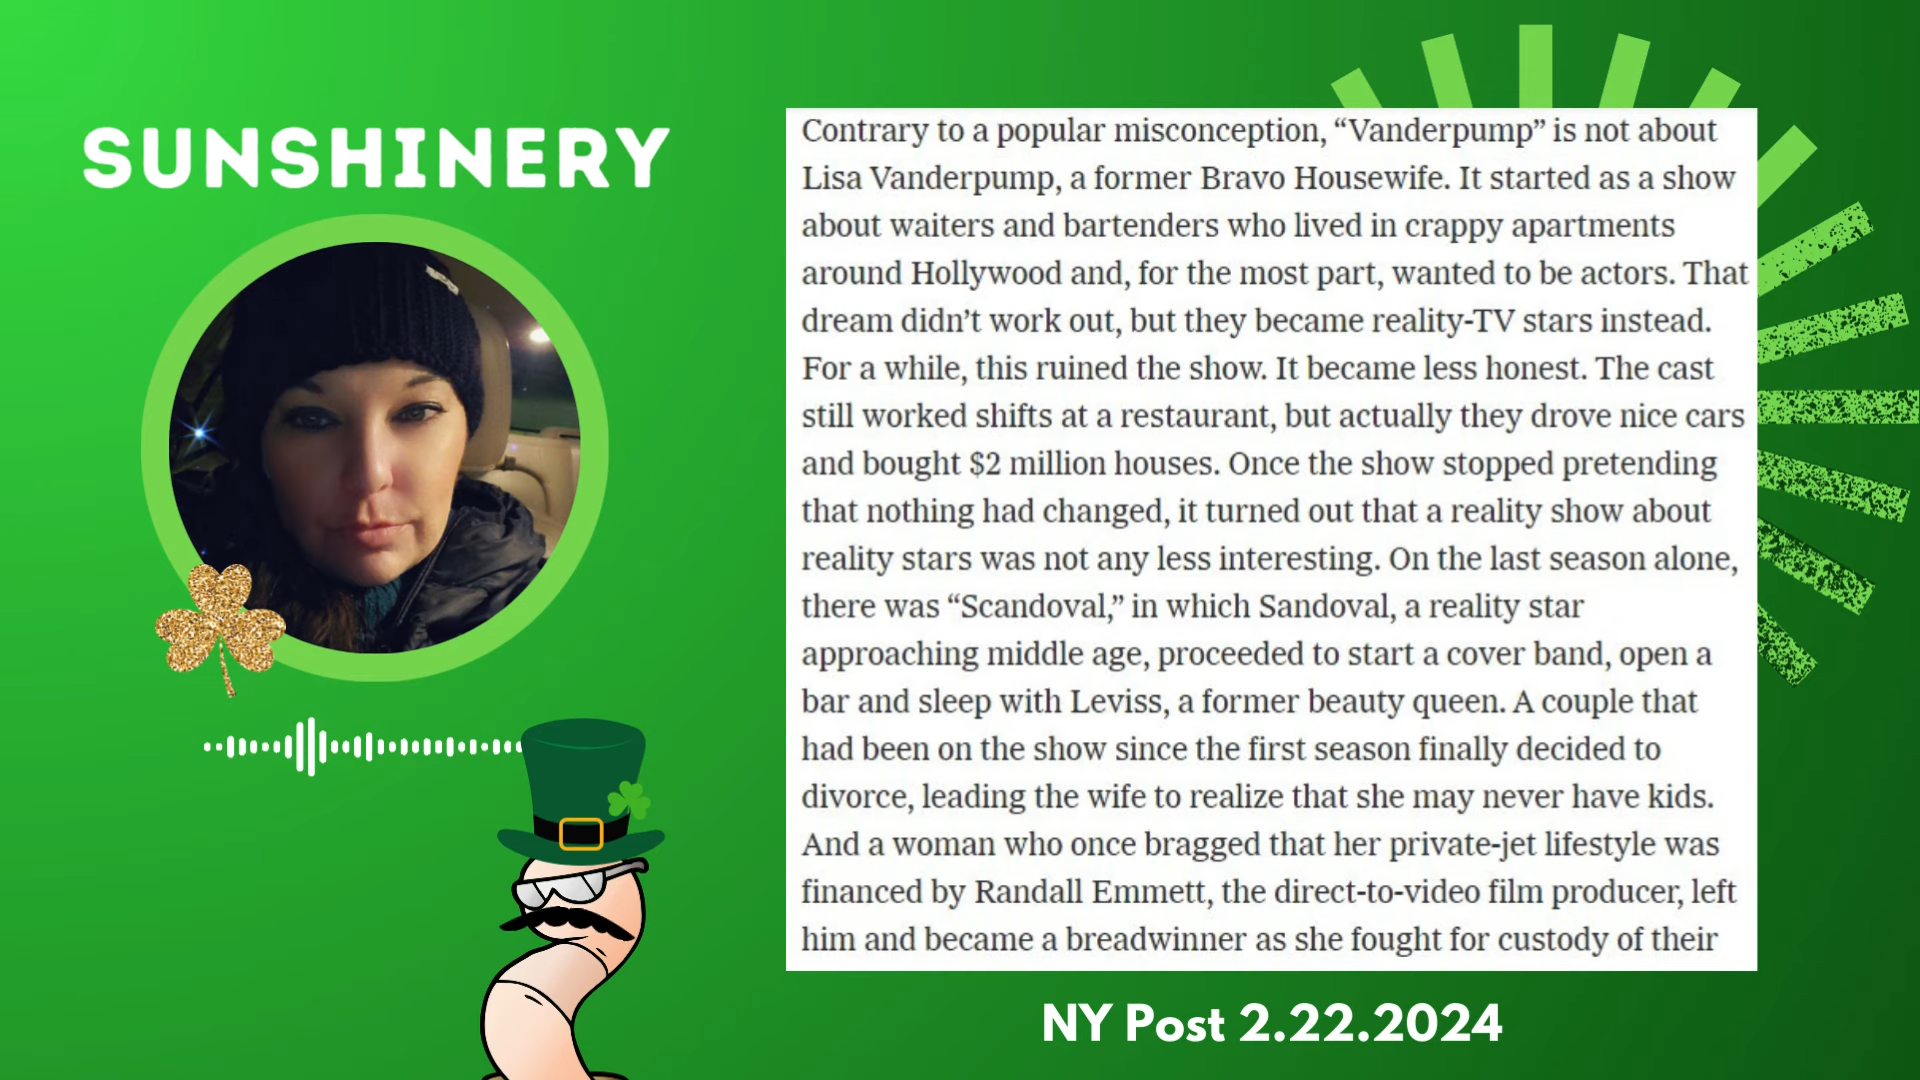 SUNSHINERY
Contrary to a popular misconception, “Vanderpump” is not about
Lisa Vanderpump, a former Bravo Housewife. It started as a show
about waiters and bartenders who lived in crappy apartments
around Hollywood and, for the most part, wanted to be actors. That
dream didn’t work out, but they became reality-TV stars instead.
For a while, this ruined the show. It became less honest. The cast
still worked shifts at a restaurant, but actually they drove nice cars
and bought $2 million houses. Once the show stopped pretending
that nothing had changed, it turned out that a reality show about
reality stars was not any less interesting. On the last season alone,
there was “Scandoval,” in which Sandoval, a reality star
approaching middle age, proceeded to start a cover band, open a
bar and sleep with Leviss, a former beauty queen. A couple that
had been on the show since the first season finally decided to
divorce, leading the wife to realize that she may never have kids.
And a woman who once bragged that her private-jet lifestyle was
financed by Randall Emmett, the direct-to-video film producer, left
him and became a breadwinner as she fought for custody of their
NY Post 2.22.2024